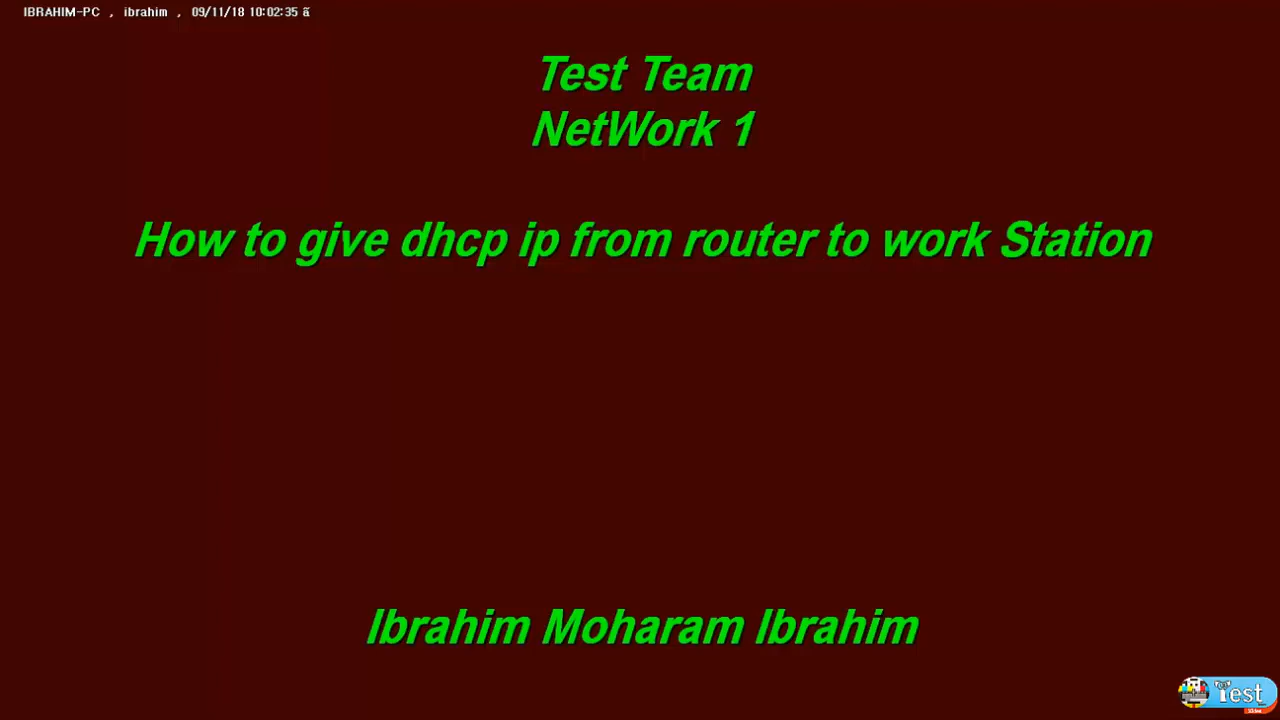 IBRAHIM-PC , ibrahim , 09/11/18 10:02:35 ã
Test Team
NetWork 1
How to give dhcp ip from router to work Station
Ibrahim Moharam Ibrahim
Test